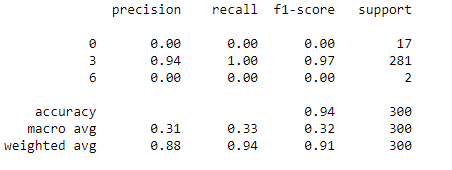 precision recall f1-score support
0 0.00 0.00 0.00 17
3 0.94 1.00 0.97 281
6 0.00 0.00 0.00 2
accuracy 0.94 300
macro avg 0.31 0.33 0.32 300
weighted avg 0.88 0.94 0.91 300